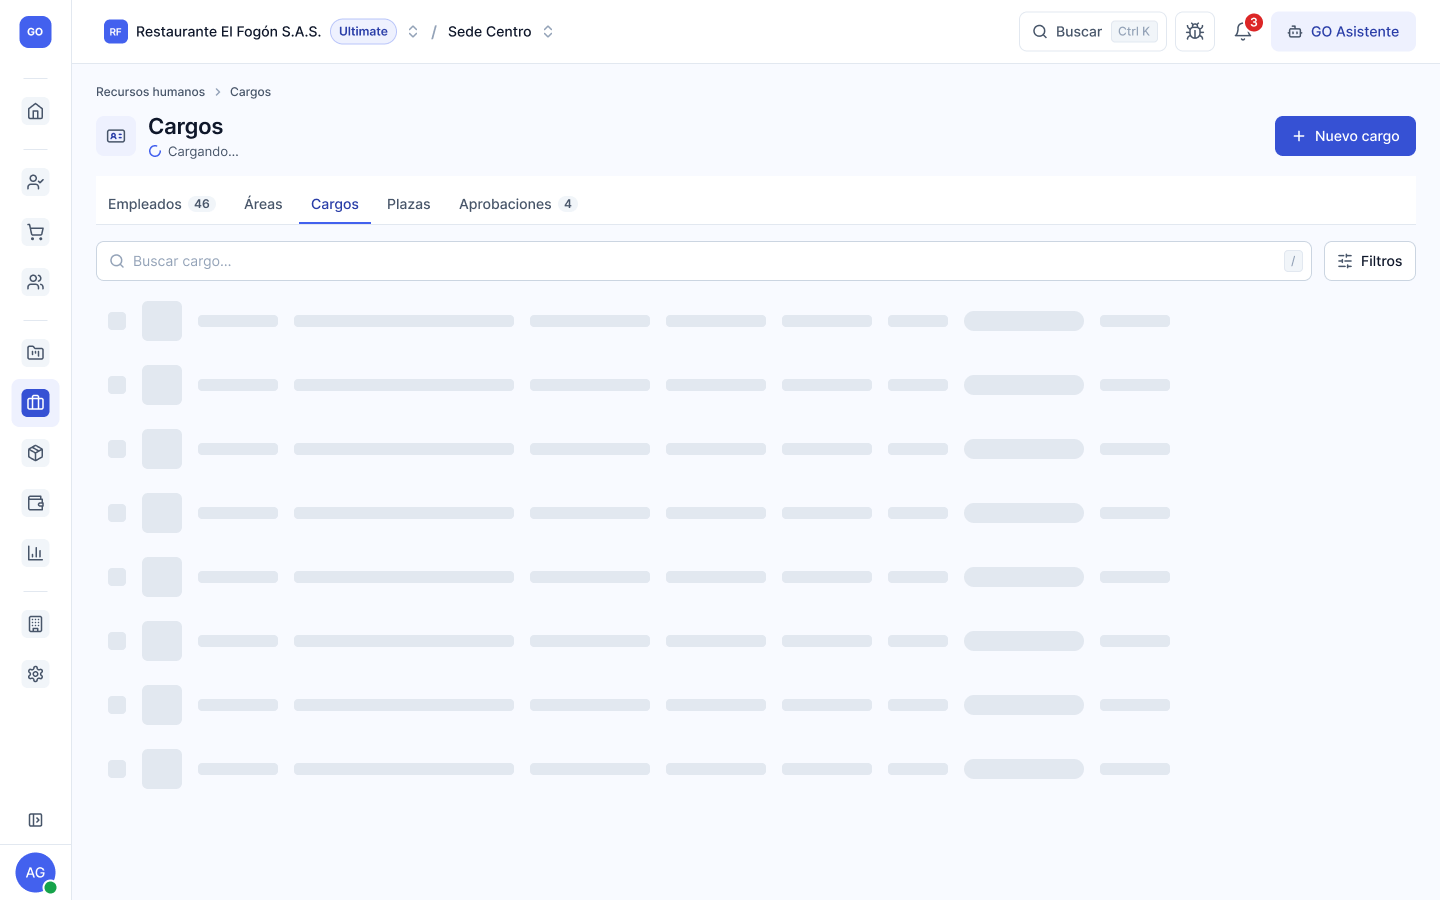 GO
RF Restaurante El Fogón S.A.S. Ultimate / Sede Centro
Buscar Ctrl K
3
GO Asistente
Recursos humanos Cargos
Cargos
Cargando...
Nuevo cargo
Empleados 46 Áreas Cargos Plazas Aprobaciones 4
Buscar cargo... /
Filtros
AG